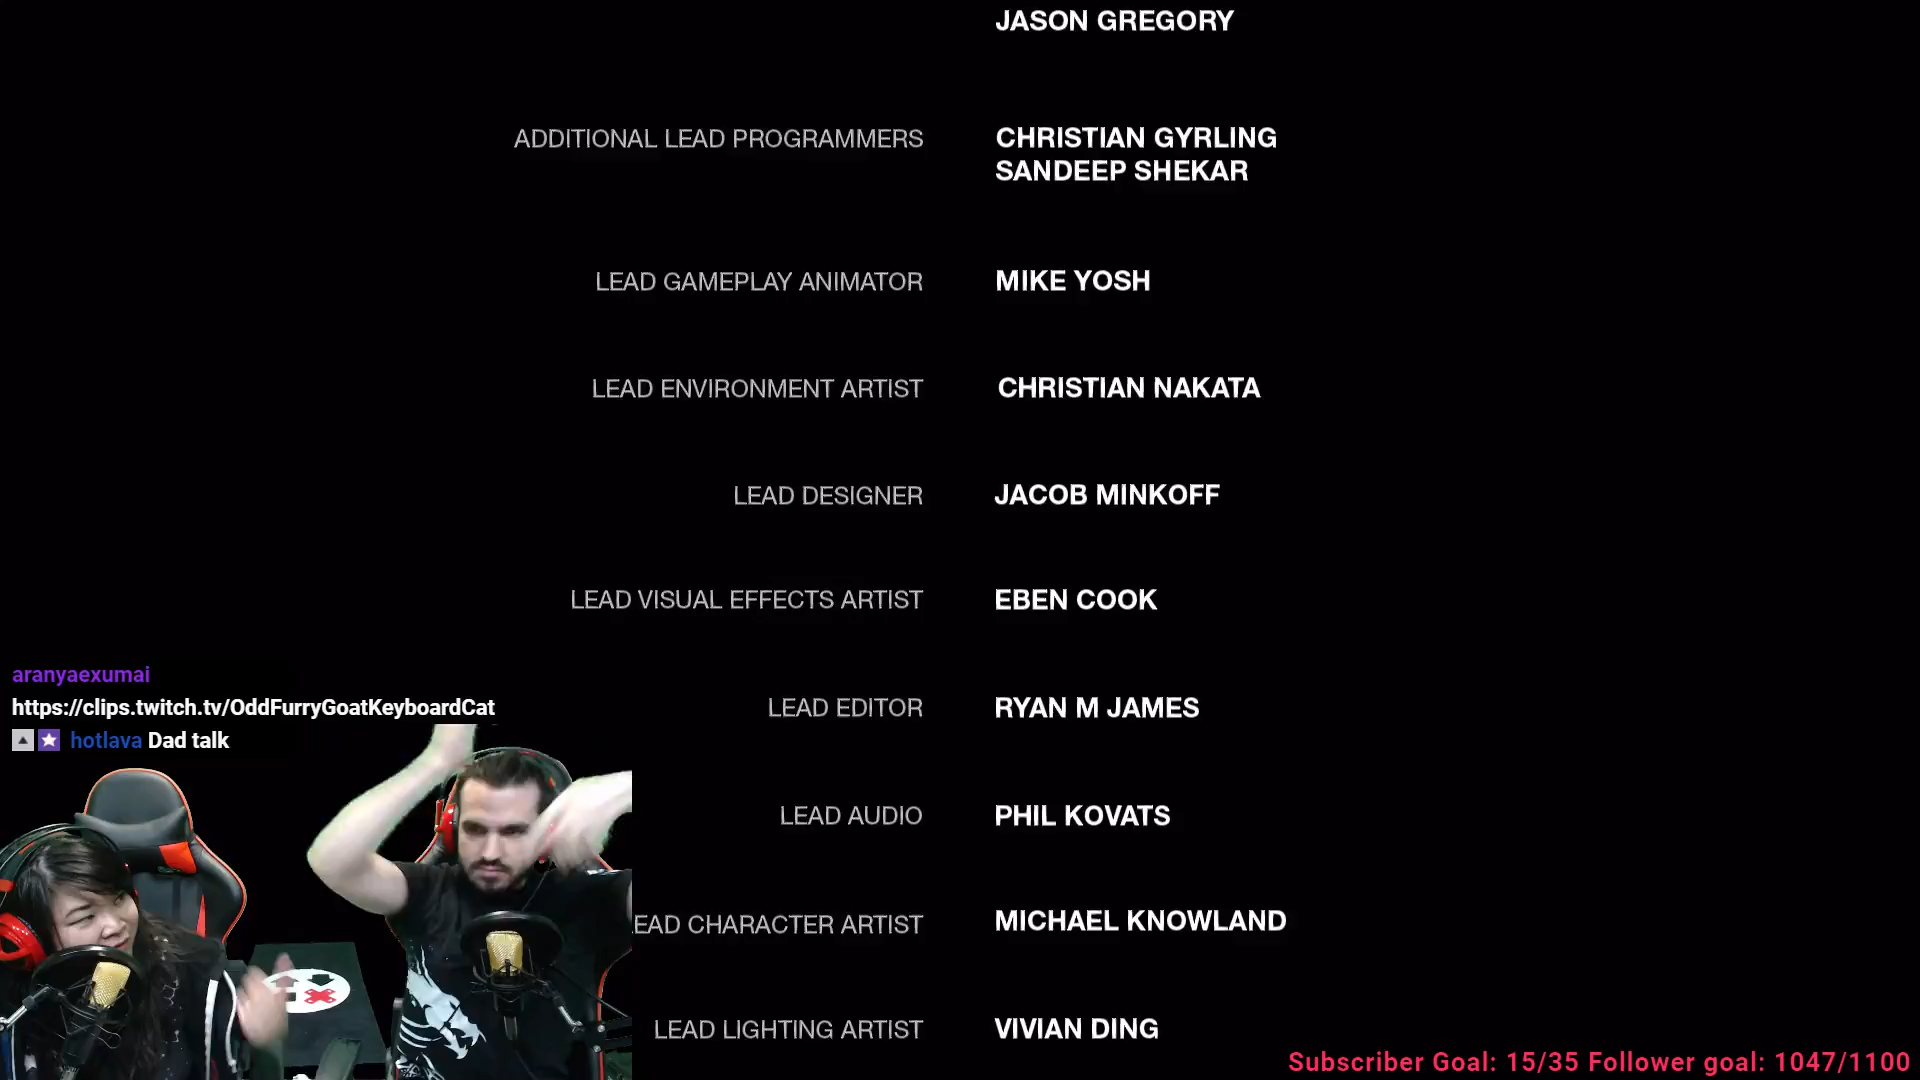 JASON GREGORY
ADDITIONAL LEAD PROGRAMMERS CHRISTIAN GYRLING
SANDEEP SHEKAR
LEAD GAMEPLAY ANIMATOR MIKE YOSH
LEAD ENVIRONMENT ARTIST CHRISTIAN NAKATA
LEAD DESIGNER JACOB MINKOFF
LEAD VISUAL EFFECTS ARTIST EBEN COOK
aranyaexumai
https://clips.twitch.tv/OddFurryGoatKeyboardCat
hotlava Dad talk
LEAD EDITOR RYAN M JAMES
LEAD AUDIO PHIL KOVATS
EAD CHARACTER ARTIST MICHAEL KNOWLAND
LEAD LIGHTING ARTIST VIVIAN DING
Subscriber Goal: 15/35 Follower goal: 1047/1100